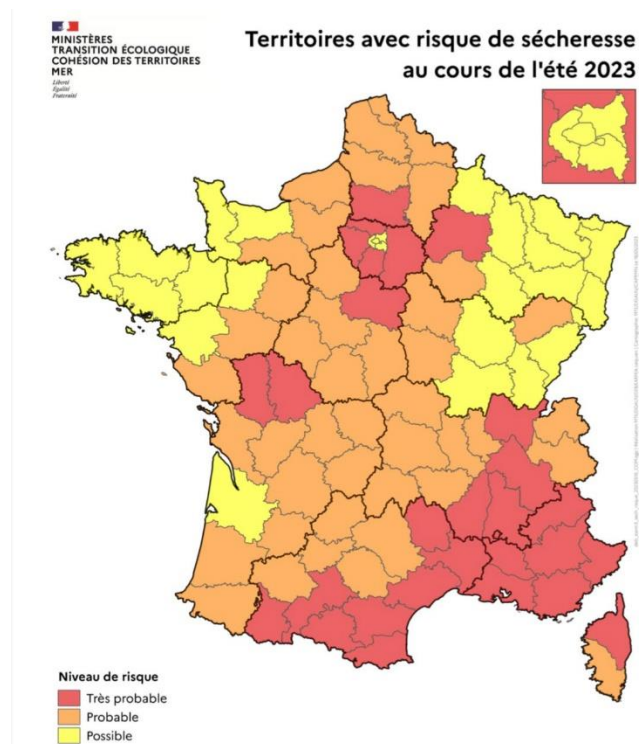 MINISTÈRES
TRANSITION ÉCOLOGIQUE
COHÉSION DES TERRITOIRES
MER
Liberté
Égalité
Fraternité
Territoires avec risque de sécheresse
au cours de l'été 2023
Niveau de risque
Très probable
Probable
Possible